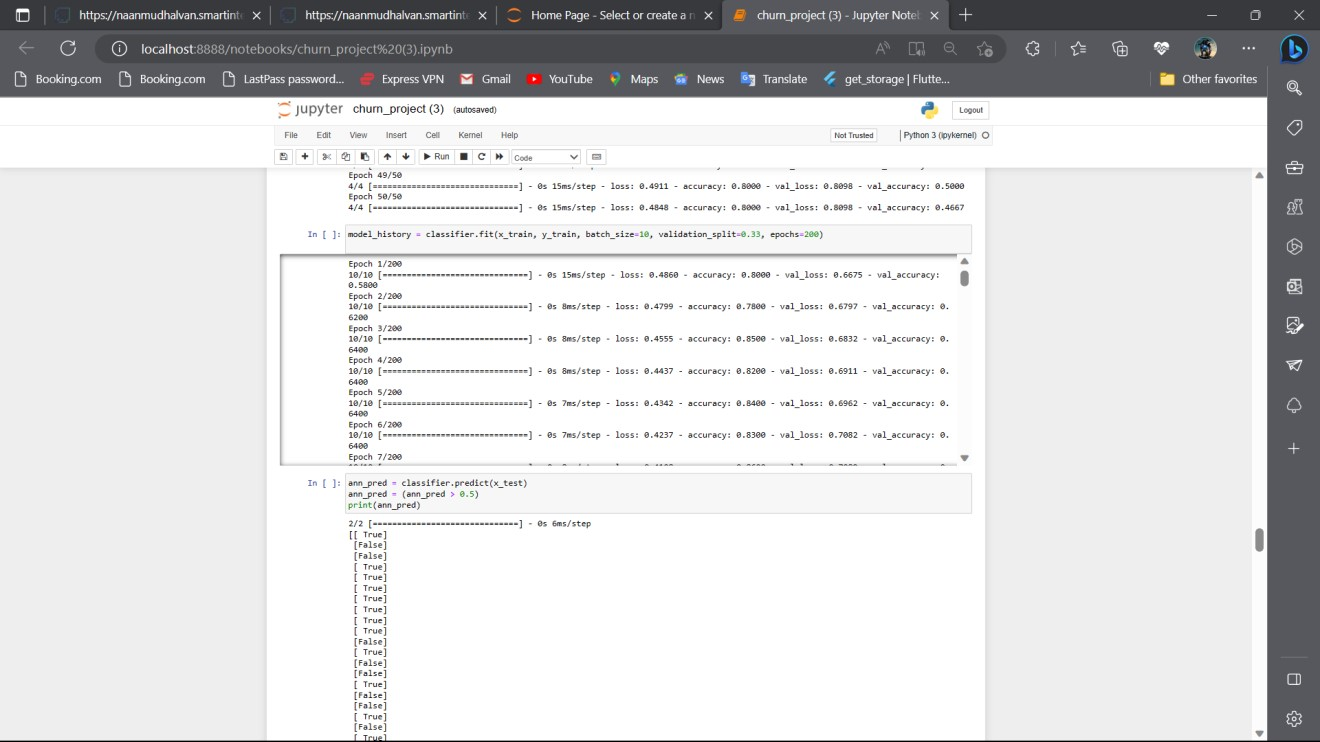 https://naanmudhalvan.smartinte
https://naanmudhalvan.smartinte
Home Page - Select or create a n
churn_project (3) - Jupyter Noteb
localhost:8888/notebooks/churn_project%20(3).ipynb
Booking.com
Booking.com
LastPass password...
Express VPN
Gmail
YouTube
Maps
News
Translate
get_storage | Flutte...
Other favorites
jupyter churn_project (3) (autosaved)
Logout
File Edit View Insert Cell Kernel Help
Not Trusted
Python 3 (ipykernel)
Run
Code
Epoch 49/50
4/4 [==============================] - 0s 15ms/step - loss: 0.4911 - accuracy: 0.8000 - val_loss: 0.8098 - val_accuracy: 0.5000
Epoch 50/50
4/4 [==============================] - 0s 15ms/step - loss: 0.4848 - accuracy: 0.8000 - val_loss: 0.8098 - val_accuracy: 0.4667
In [ ]: model_history = classifier.fit(x_train, y_train, batch_size=10, validation_split=0.33, epochs=200)
Epoch 1/200
10/10 [==============================] - 0s 15ms/step - loss: 0.4860 - accuracy: 0.8000 - val_loss: 0.6675 - val_accuracy:
0.5800
Epoch 2/200
10/10 [==============================] - 0s 8ms/step - loss: 0.4799 - accuracy: 0.7800 - val_loss: 0.6797 - val_accuracy: 0.
6200
Epoch 3/200
10/10 [==============================] - 0s 8ms/step - loss: 0.4555 - accuracy: 0.8500 - val_loss: 0.6832 - val_accuracy: 0.
6400
Epoch 4/200
10/10 [==============================] - 0s 8ms/step - loss: 0.4437 - accuracy: 0.8200 - val_loss: 0.6911 - val_accuracy: 0.
6400
Epoch 5/200
10/10 [==============================] - 0s 7ms/step - loss: 0.4342 - accuracy: 0.8400 - val_loss: 0.6962 - val_accuracy: 0.
6400
Epoch 6/200
10/10 [==============================] - 0s 7ms/step - loss: 0.4237 - accuracy: 0.8300 - val_loss: 0.7082 - val_accuracy: 0.
6400
Epoch 7/200
In [ ]: ann_pred = classifier.predict(x_test)
ann_pred = (ann_pred > 0.5)
print(ann_pred)
2/2 [==============================] - 0s 6ms/step
[[ True]
[False]
[False]
[ True]
[ True]
[ True]
[ True]
[ True]
[ True]
[ True]
[False]
[ True]
[False]
[False]
[ True]
[False]
[False]
[ True]
[False]
[ True]